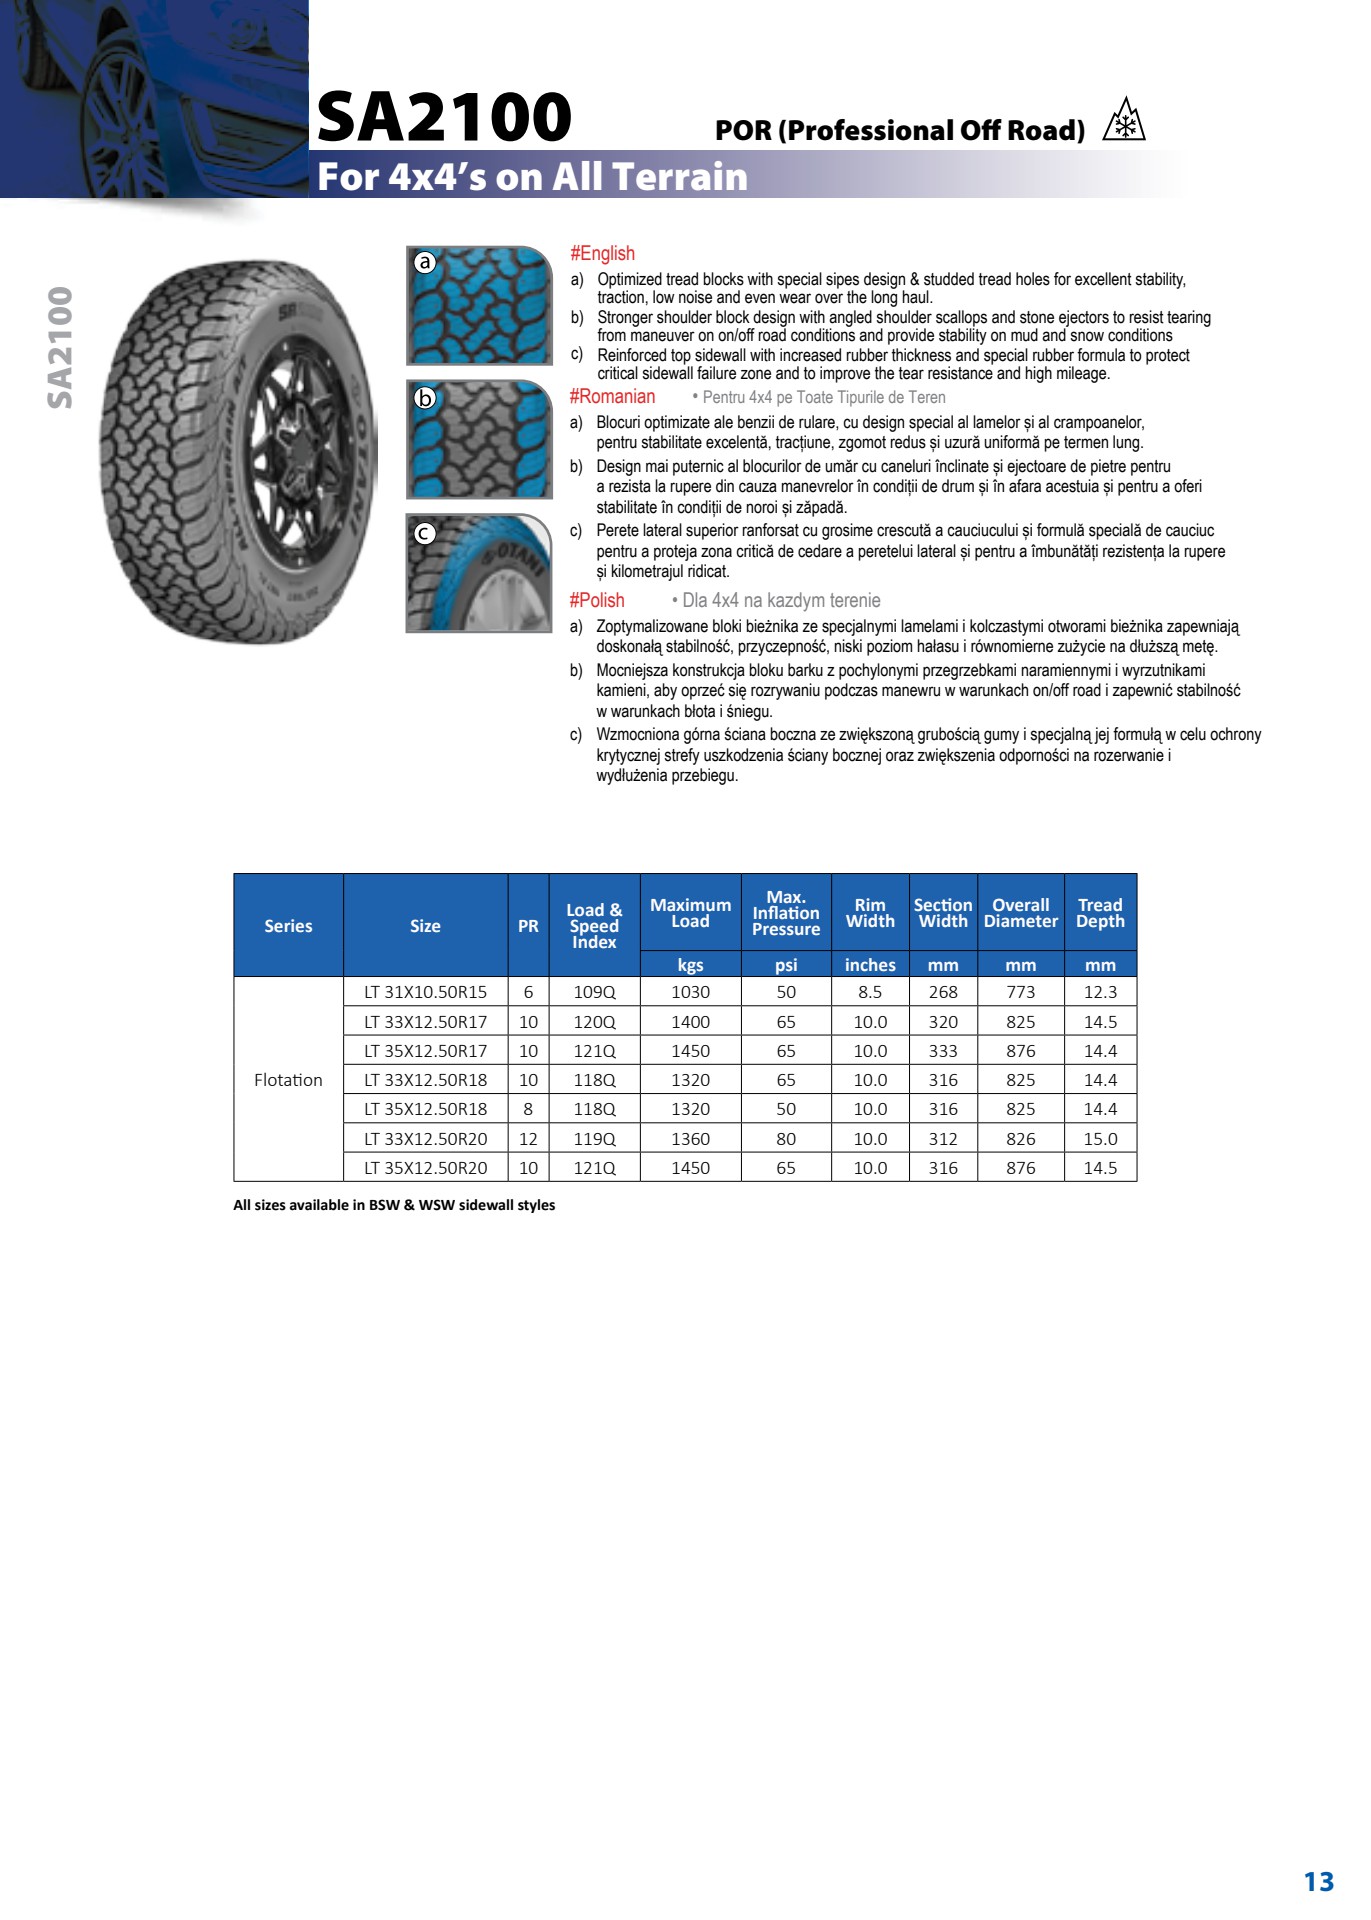 SA2100
POR (Professional Off Road)
For 4x4's on All Terrain
SA2100
a
b
c
OTANI
#English
a) Optimized tread blocks with special sipes design & studded tread holes for excellent stability,
traction, low noise and even wear over the long haul.
b) Stronger shoulder block design with angled shoulder scallops and stone ejectors to resist tearing
from maneuver on on/off road conditions and provide stability on mud and snow conditions
c) Reinforced top sidewall with increased rubber thickness and special rubber formula to protect
critical sidewall failure zone and to improve the tear resistance and high mileage.
#Romanian • Pentru 4x4 pe Toate Tipurile de Teren
a) Blocuri optimizate ale benzii de rulare, cu design special al lamelor și al crampoanelor,
pentru stabilitate excelentă, tracțiune, zgomot redus și uzură uniformă pe termen lung.
b) Design mai puternic al blocurilor de umăr cu caneluri înclinate și ejectoare de pietre pentru
a rezista la rupere din cauza manevrelor în condiții de drum și în afara acestuia și pentru a oferi
stabilitate în condiții de noroi și zăpadă.
c) Perete lateral superior ranforsat cu grosime crescută a cauciucului și formulă specială de cauciuc
pentru a proteja zona critică de cedare a peretelui lateral și pentru a îmbunătăți rezistența la rupere
și kilometrajul ridicat.
#Polish • Dla 4x4 na kazdym terenie
a) Zoptymalizowane bloki bieżnika ze specjalnymi lamelami i kolczastymi otworami bieżnika zapewniają
doskonałą stabilność, przyczepność, niski poziom hałasu i równomierne zużycie na dłuższą metę.
b) Mocniejsza konstrukcja bloku barku z pochylonymi przegrzebkami naramiennymi i wyrzutnikami
kamieni, aby oprzeć się rozrywaniu podczas manewru w warunkach on/off road i zapewnić stabilność
w warunkach błota i śniegu.
c) Wzmocniona górna ściana boczna ze zwiększoną grubością gumy i specjalną jej formułą w celu ochrony
krytycznej strefy uszkodzenia ściany bocznej oraz zwiększenia odporności na rozerwanie i
wydłużenia przebiegu.
Series Size PR Load & Speed Index Maximum Load Max. Inflation Pressure Rim Width Section Width Overall Diameter Tread Depth
kgs psi inches mm mm mm
LT 31X10.50R15 6 109Q 1030 50 8.5 268 773 12.3
LT 33X12.50R17 10 120Q 1400 65 10.0 320 825 14.5
LT 35X12.50R17 10 121Q 1450 65 10.0 333 876 14.4
Flotation LT 33X12.50R18 10 118Q 1320 65 10.0 316 825 14.4
LT 35X12.50R18 8 118Q 1320 50 10.0 316 825 14.4
LT 33X12.50R20 12 119Q 1360 80 10.0 312 826 15.0
LT 35X12.50R20 10 121Q 1450 65 10.0 316 876 14.5
All sizes available in BSW & WSW sidewall styles
13